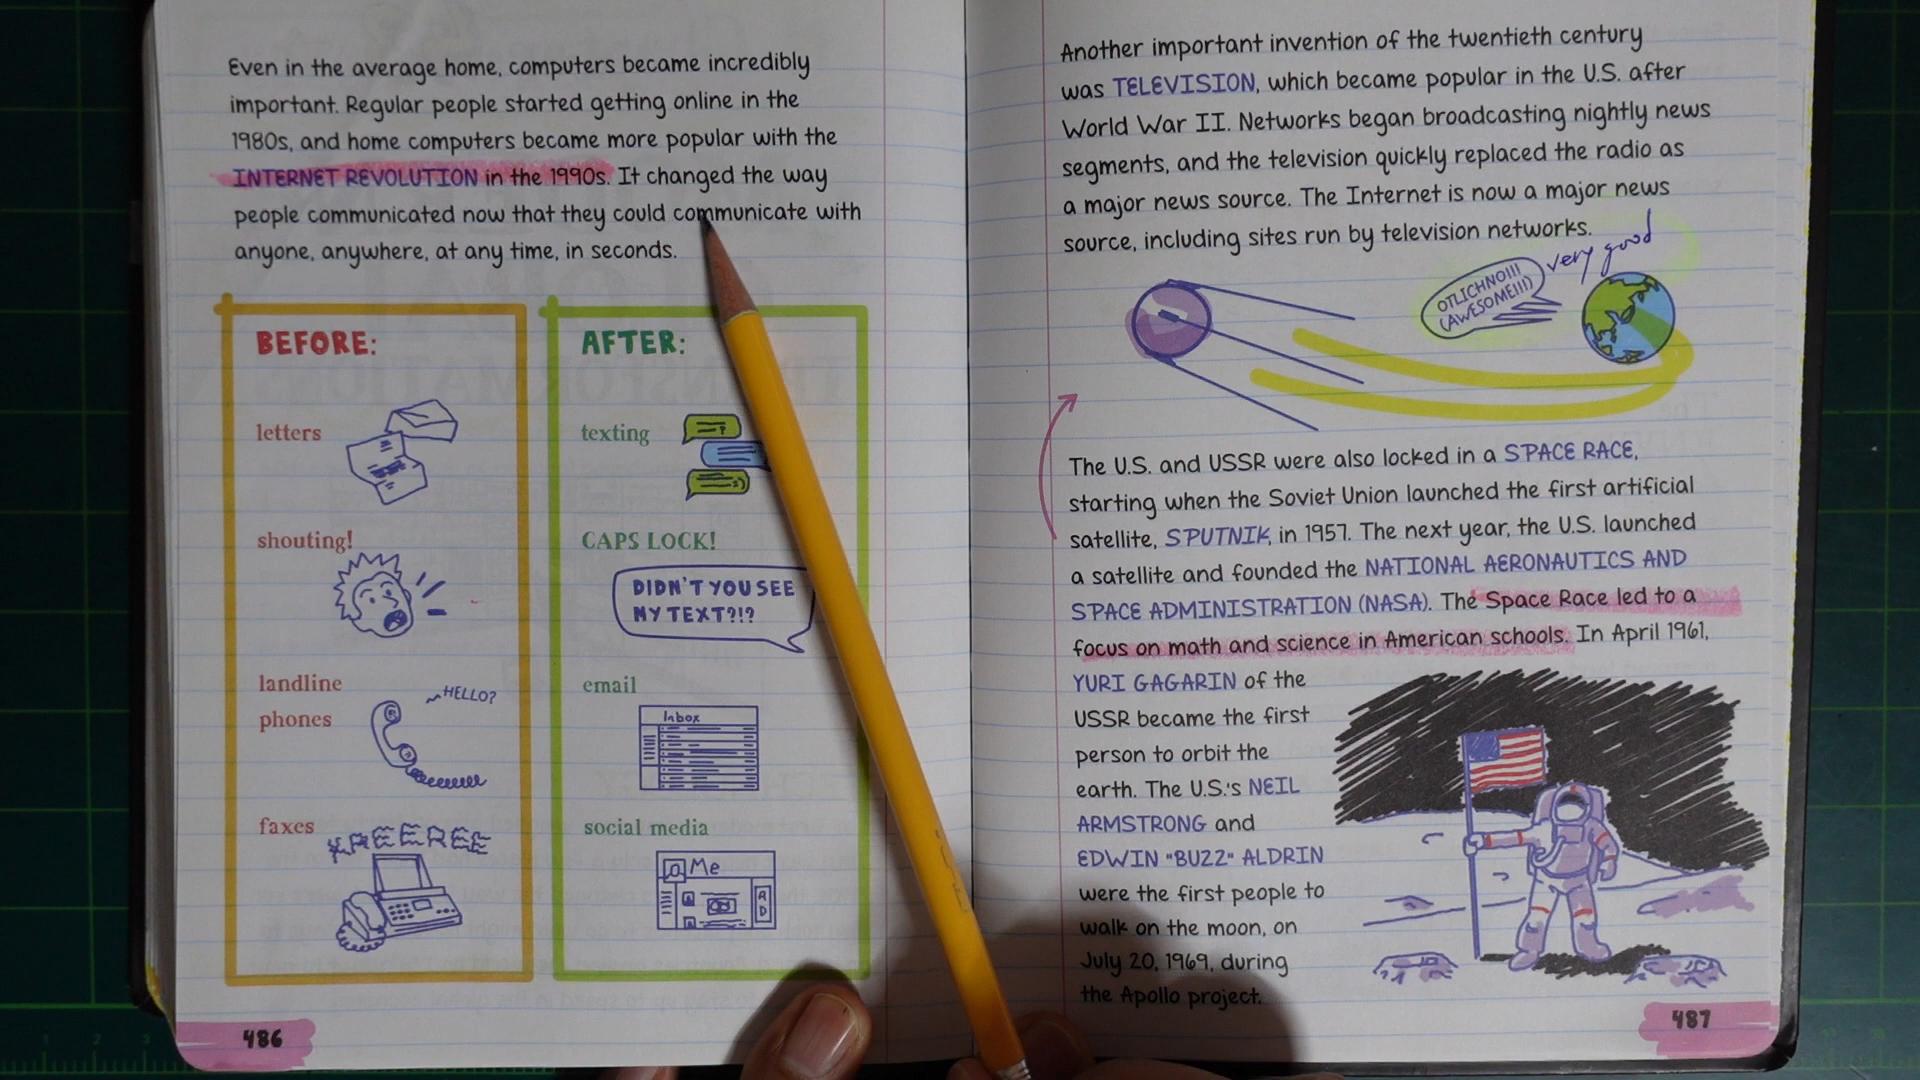 Even in the average home, computers became incredibly
important. Regular people started getting online in the
1980s, and home computers became more popular with the
INTERNET REVOLUTION in the 1990s. It changed the way
people communicated now that they could communicate with
anyone, anywhere, at any time, in seconds.
BEFORE:
letters
shouting!
landline
phones
HELLO?
faxes
AFTER:
texting
CAPS LOCK!
DIDN'T YOU SEE
MY TEXT?!?
email
Inbox
social media
Me
AD
486
Another important invention of the twentieth century
was TELEVISION, which became popular in the U.S. after
World War II. Networks began broadcasting nightly news
segments, and the television quickly replaced the radio as
a major news source. The Internet is now a major news
source, including sites run by television networks.
very good
OTLICHNO!!!
(AWESOME!!!)
The U.S. and USSR were also locked in a SPACE RACE,
starting when the Soviet Union launched the first artificial
satellite, SPUTNIK, in 1957. The next year, the U.S. launched
a satellite and founded the NATIONAL AERONAUTICS AND
SPACE ADMINISTRATION (NASA). The Space Race led to a
focus on math and science in American schools. In April 1961,
YURI GAGARIN of the
USSR became the first
person to orbit the
earth. The U.S.'s NEIL
ARMSTRONG and
EDWIN "BUZZ" ALDRIN
were the first people to
walk on the moon, on
July 20, 1969, during
the Apollo project.
487